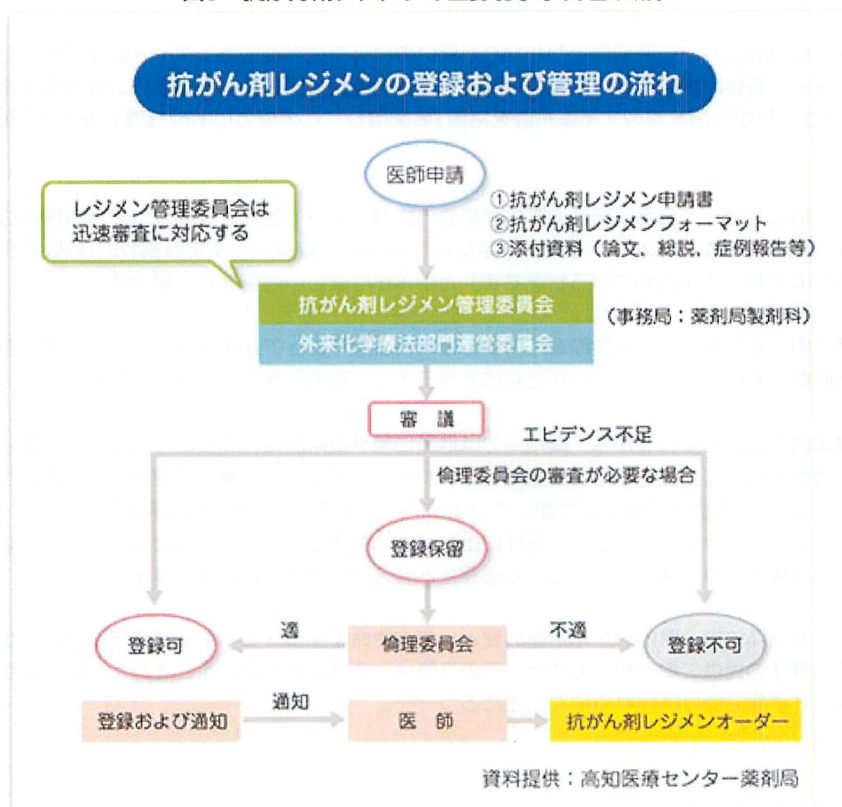 抗がん剤レジメンの登録および管理の流れ
医師申請
レジメン管理委員会は
迅速審査に対応する
①抗がん剤レジメン申請書
②抗がん剤レジメンフォーマット
③添付資料（論文、総説、症例報告等）
抗がん剤レジメン管理委員会
（事務局：薬剤局製剤科）
外来化学療法部門運営委員会
審　議
エビデンス不足
倫理委員会の審査が必要な場合
登録保留
登録可
適
倫理委員会
不適
登録不可
登録および通知
通知
医　師
抗がん剤レジメンオーダー
資料提供：高知医療センター薬剤局